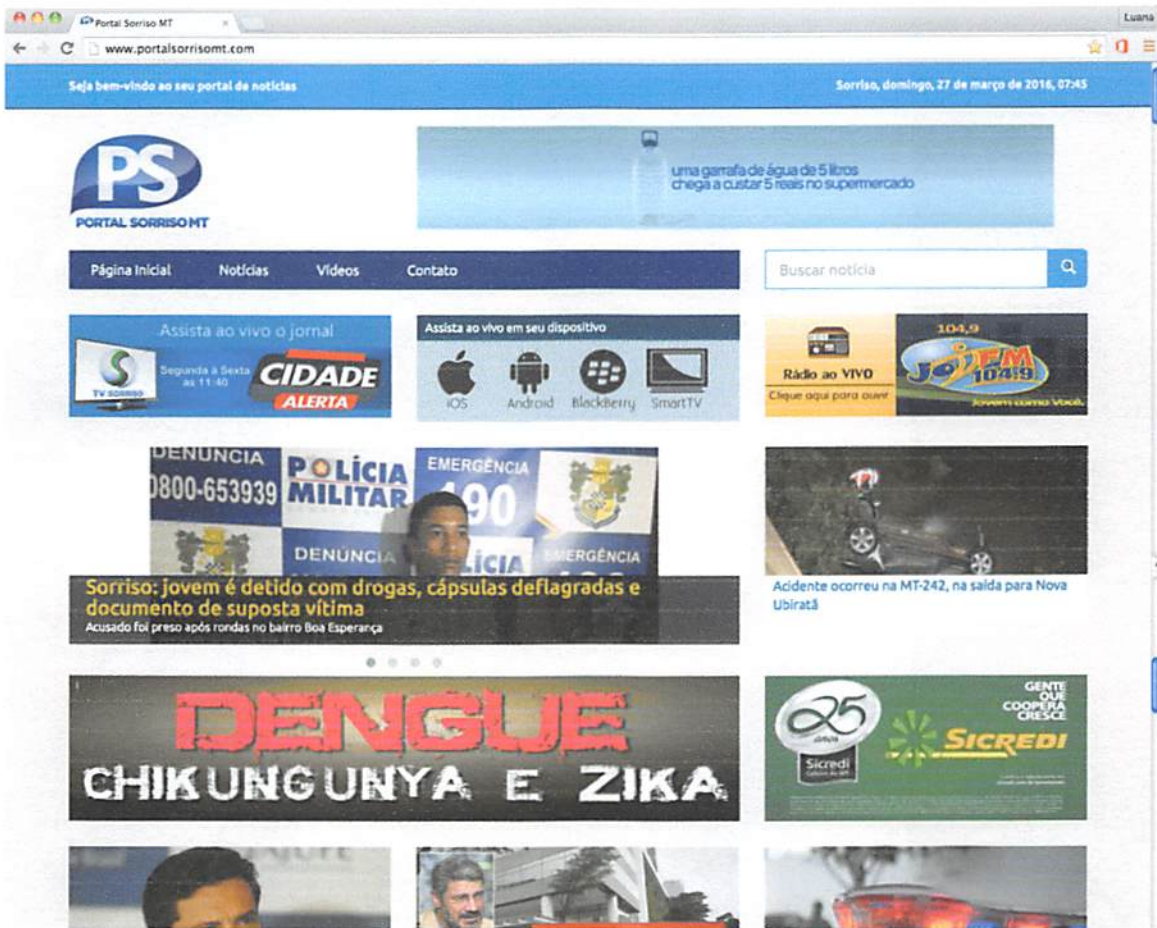 Portal Sorriso MT
Luana
www.portalsorrisomt.com
Seja bem-vindo ao seu portal de notícias
Sorriso, domingo, 27 de março de 2016, 07:45
PS
PORTAL SORRISO MT
uma garrafa de água de 5 litros
chega a custar 5 reais no supermercado
Página Inicial
Notícias
Vídeos
Contato
Buscar notícia
Assista ao vivo o jornal
S
TV SORRISO
Segunda à Sexta
as 11:40
CIDADE
ALERTA
Assista ao vivo em seu dispositivo
iOS
Android
BlackBerry
SmartTV
Rádio ao VIVO
Clique aqui para ouvir
104,9
Joy FM
104,9
Jovem como Você.
DENÚNCIA
0800-653939
POLÍCIA
MILITAR
EMERGÊNCIA
190
DENÚNCIA
EMERGÊNCIA
Sorriso: jovem é detido com drogas, cápsulas deflagradas e
documento de suposta vítima
Acusado foi preso após rondas no bairro Boa Esperança
Acidente ocorreu na MT-242, na saída para Nova
Ubiratã
DENGUE
CHIKUNGUNYA E ZIKA
25
anos
Sicredi
GENTE
QUE
COOPERA
CRESCE
SICREDI